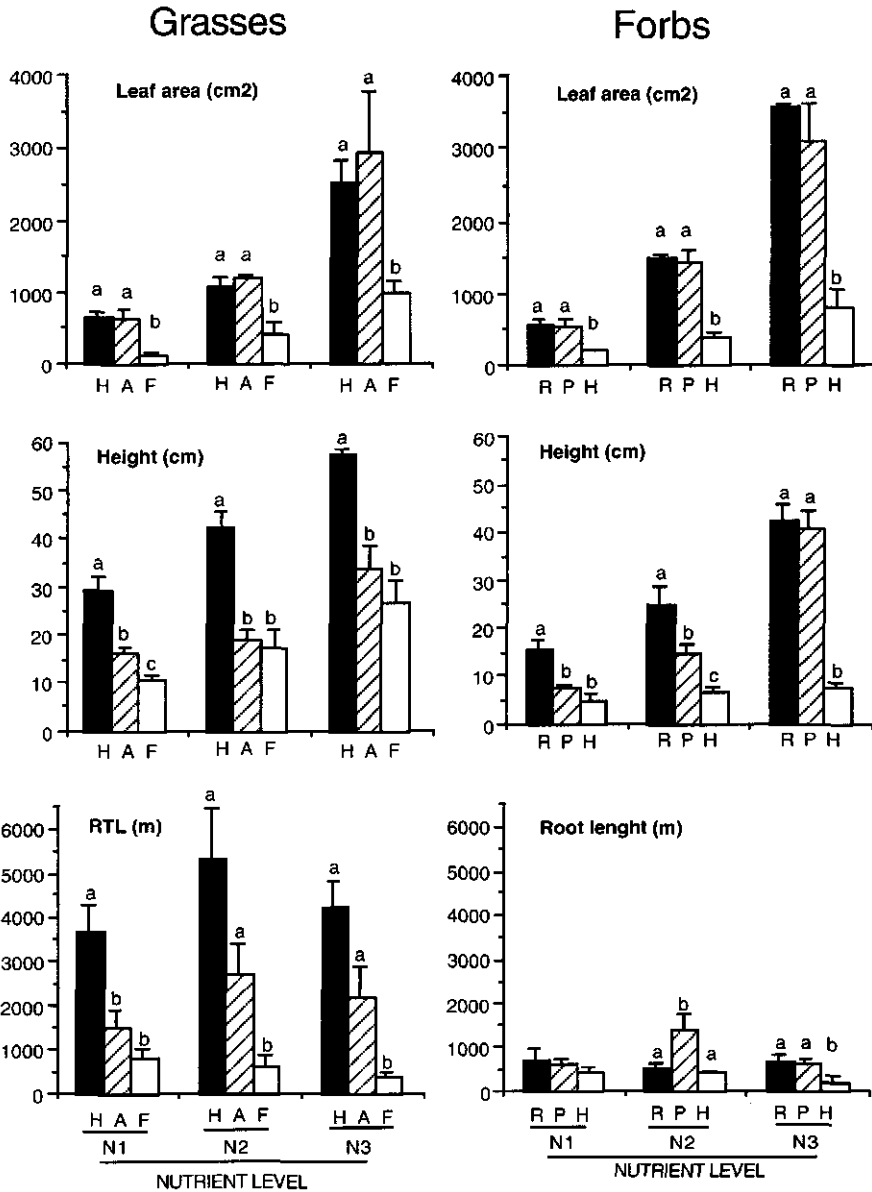 Grasses
Forbs
Leaf area (cm2)
4000
3000
2000
1000
0
a a b
a a b
a a b
H A F
H A F
H A F
Leaf area (cm2)
4000
3000
2000
1000
0
a a b
a a b
a a b
R P H
R P H
R P H
Height (cm)
60
50
40
30
20
10
0
a b c
a b b
a b b
H A F
H A F
H A F
Height (cm)
60
50
40
30
20
10
0
a b b
a b c
a a b
R P H
R P H
R P H
RTL (m)
6000
5000
4000
3000
2000
1000
0
a b b
a a b
a a b
H A F
H A F
H A F
N1
N2
N3
NUTRIENT LEVEL
Root lenght (m)
6000
5000
4000
3000
2000
1000
0
a b a
a a b
R P H
R P H
R P H
N1
N2
N3
NUTRIENT LEVEL